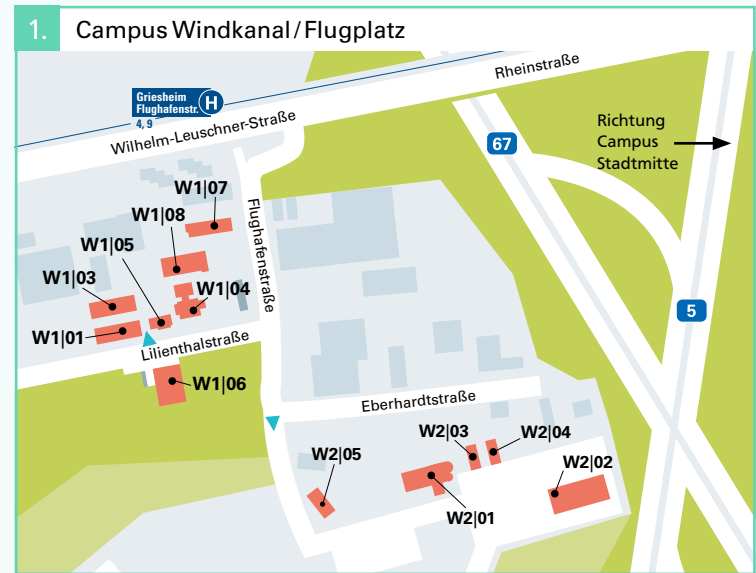 1. Campus Windkanal/Flugplatz
Rheinstraße
Griesheim
Flughafenstr.
H
4, 9
Wilhelm-Leuschner-Straße
67
Richtung
Campus
Stadtmitte
W1|07
W1|08
Flughafenstraße
W1|05
W1|03
W1|04
5
W1|01
Lilienthalstraße
W1|06
Eberhardtstraße
W2|03
W2|04
W2|05
W2|02
W2|01